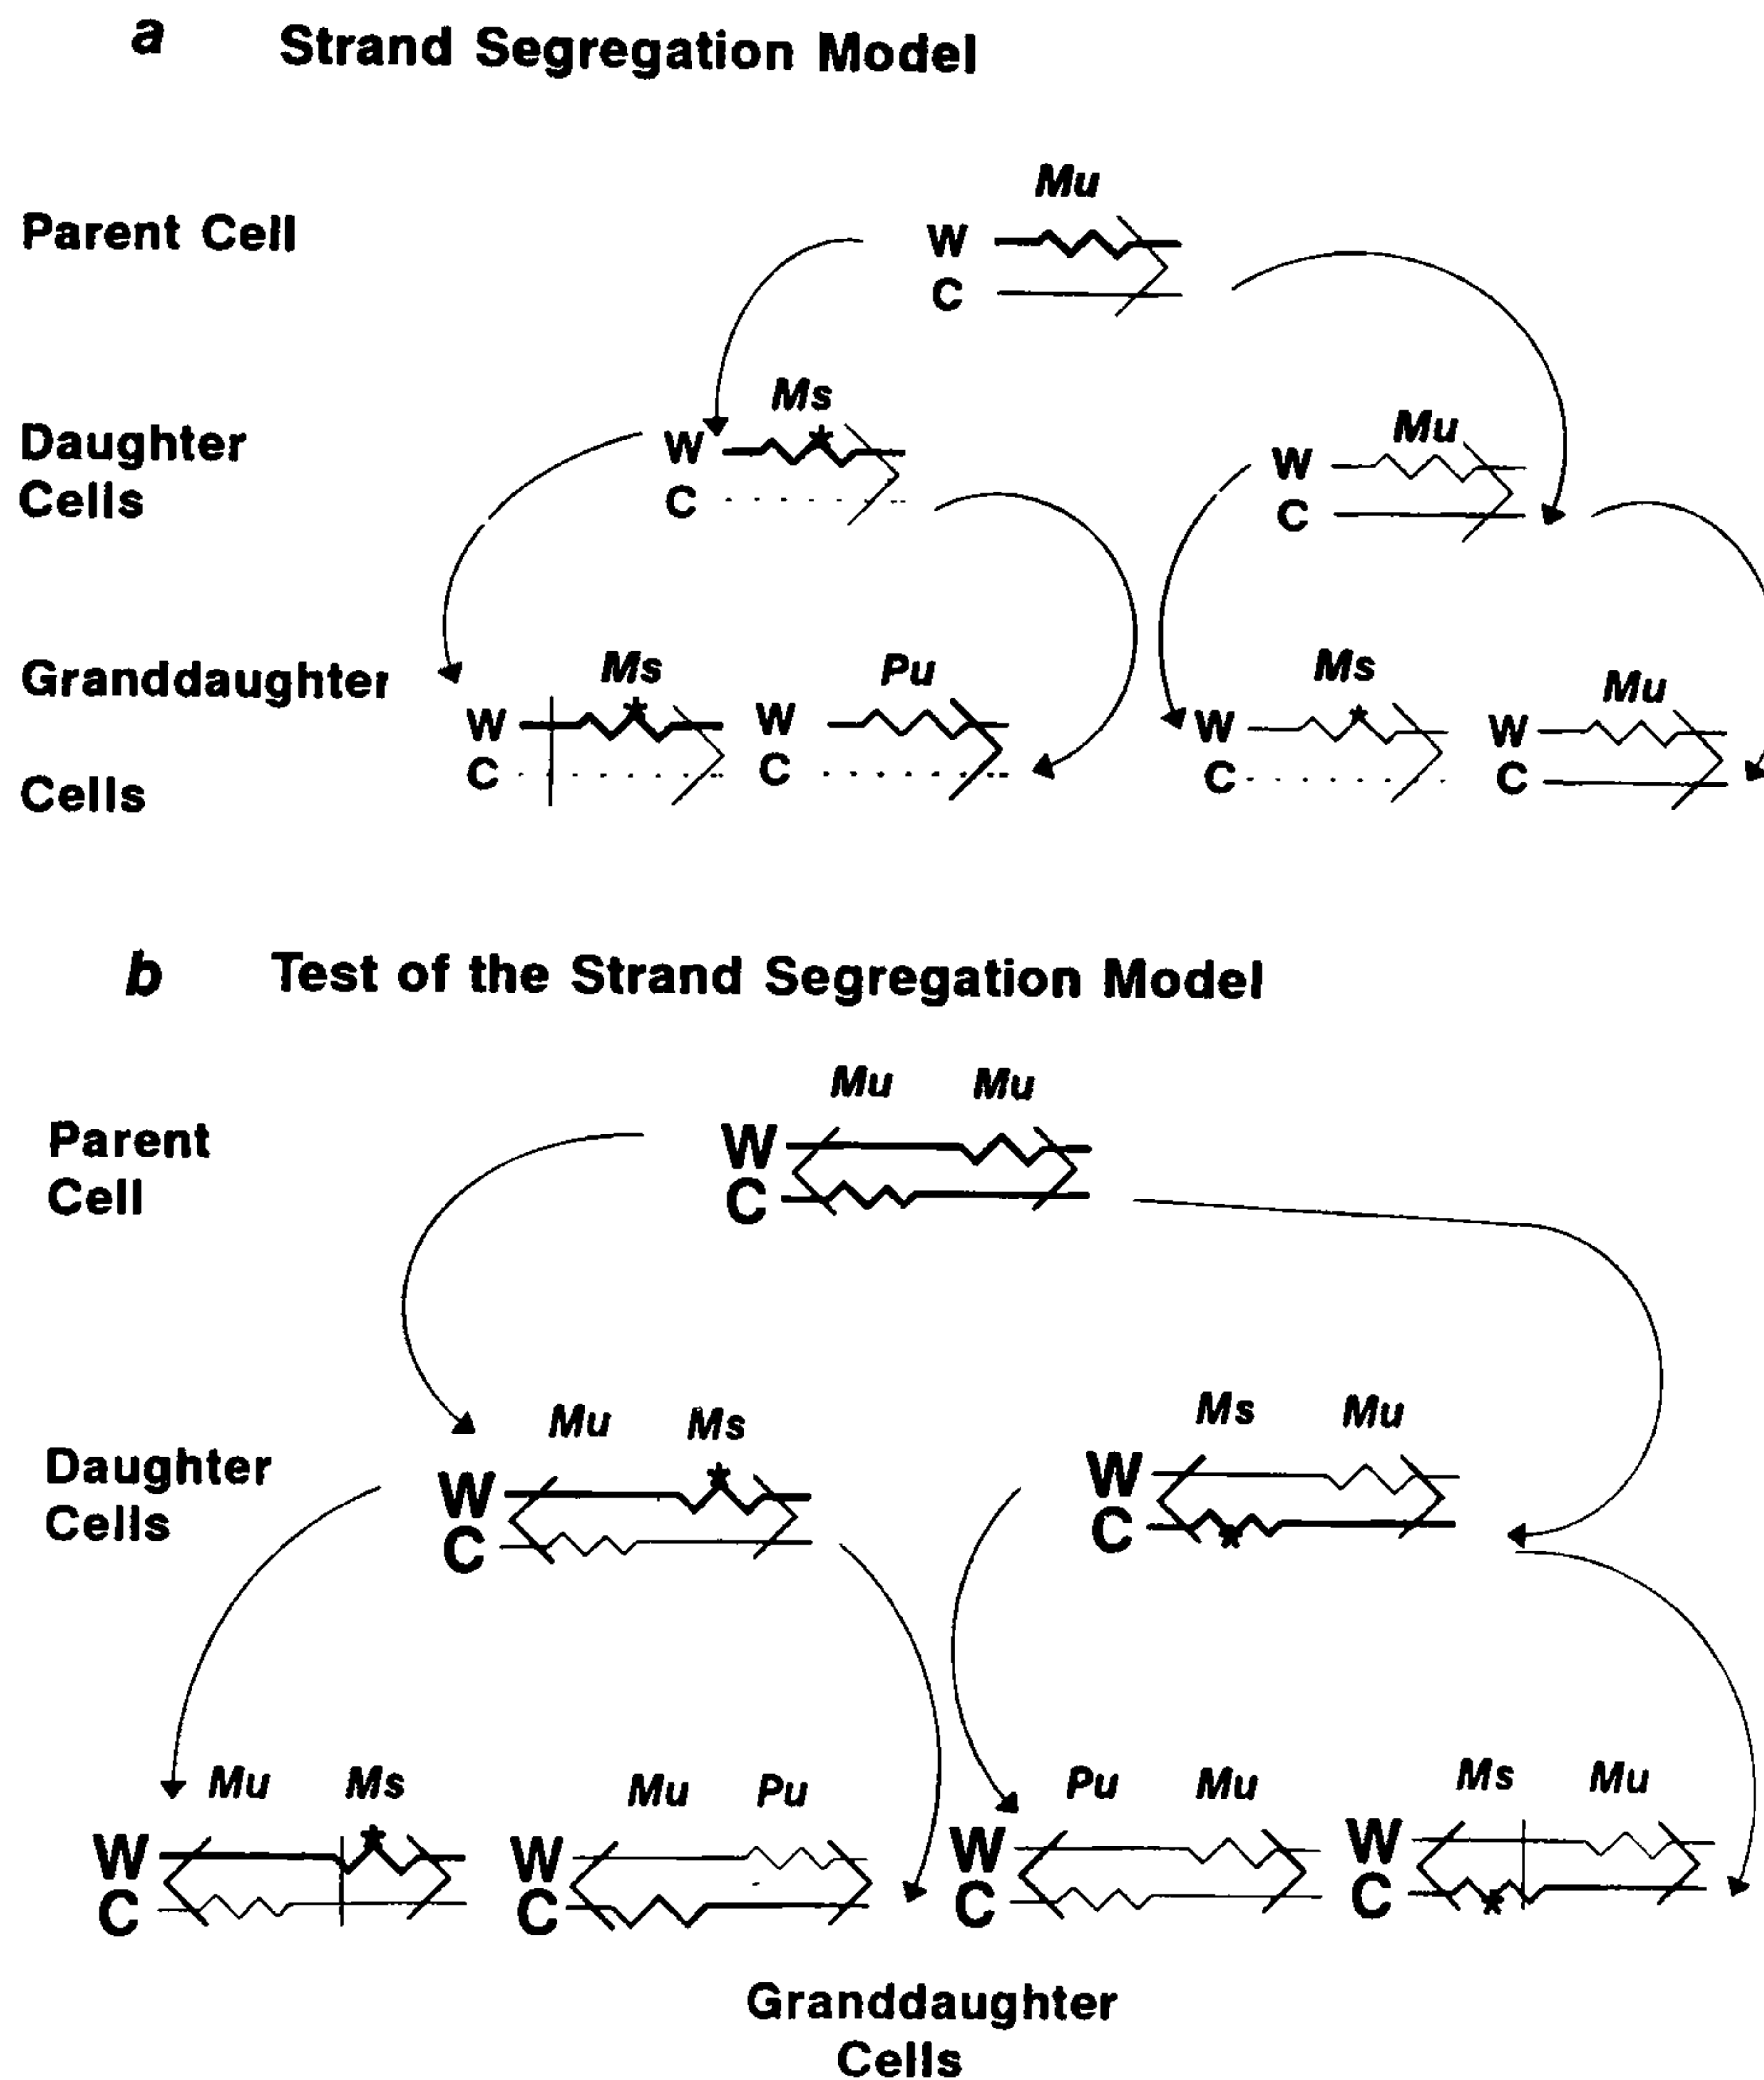 a Strand Segregation Model
Mu
Parent Cell
W
C
Ms
Mu
Daughter
Cells
W
C
W
C
Granddaughter
Cells
Ms
Pu
Ms
Mu
W
C
W
C
W
C
W
C
b Test of the Strand Segregation Model
Mu Mu
Parent
Cell
W
C
Mu Ms
Ms Mu
Daughter
Cells
W
C
W
C
Mu Ms
Mu Pu
Pu Mu
Ms Mu
W
C
W
C
W
C
W
C
Granddaughter
Cells